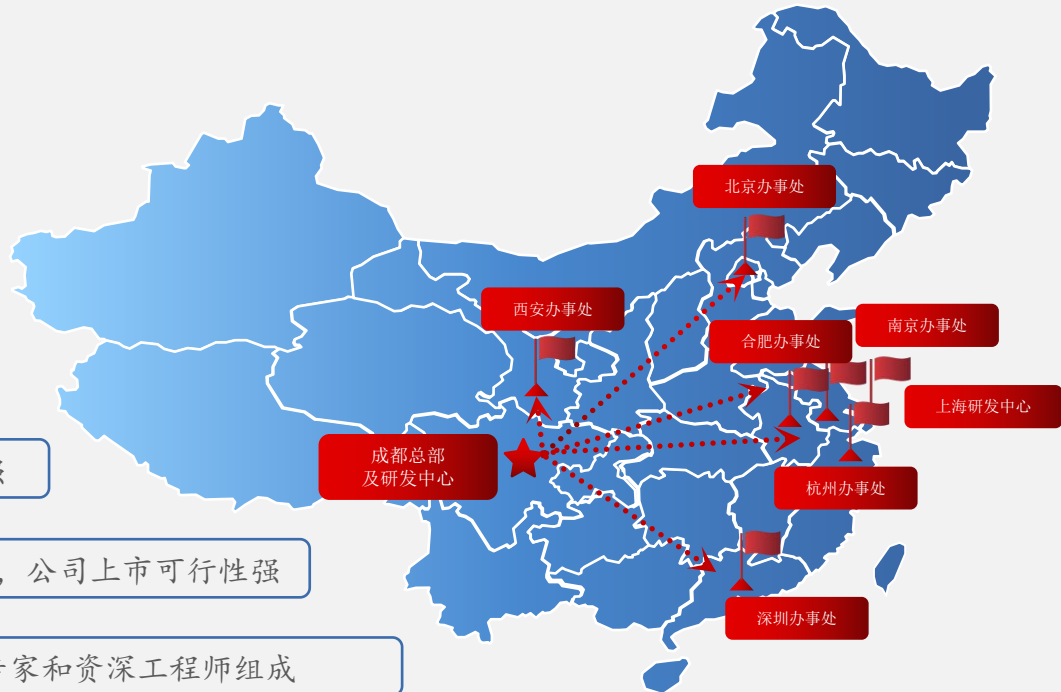 北京办事处
西安办事处
南京办事处
合肥办事处
上海研发中心
成都总部
及研发中心
杭州办事处
，公司上市可行性强
深圳办事处
家和资深工程师组成